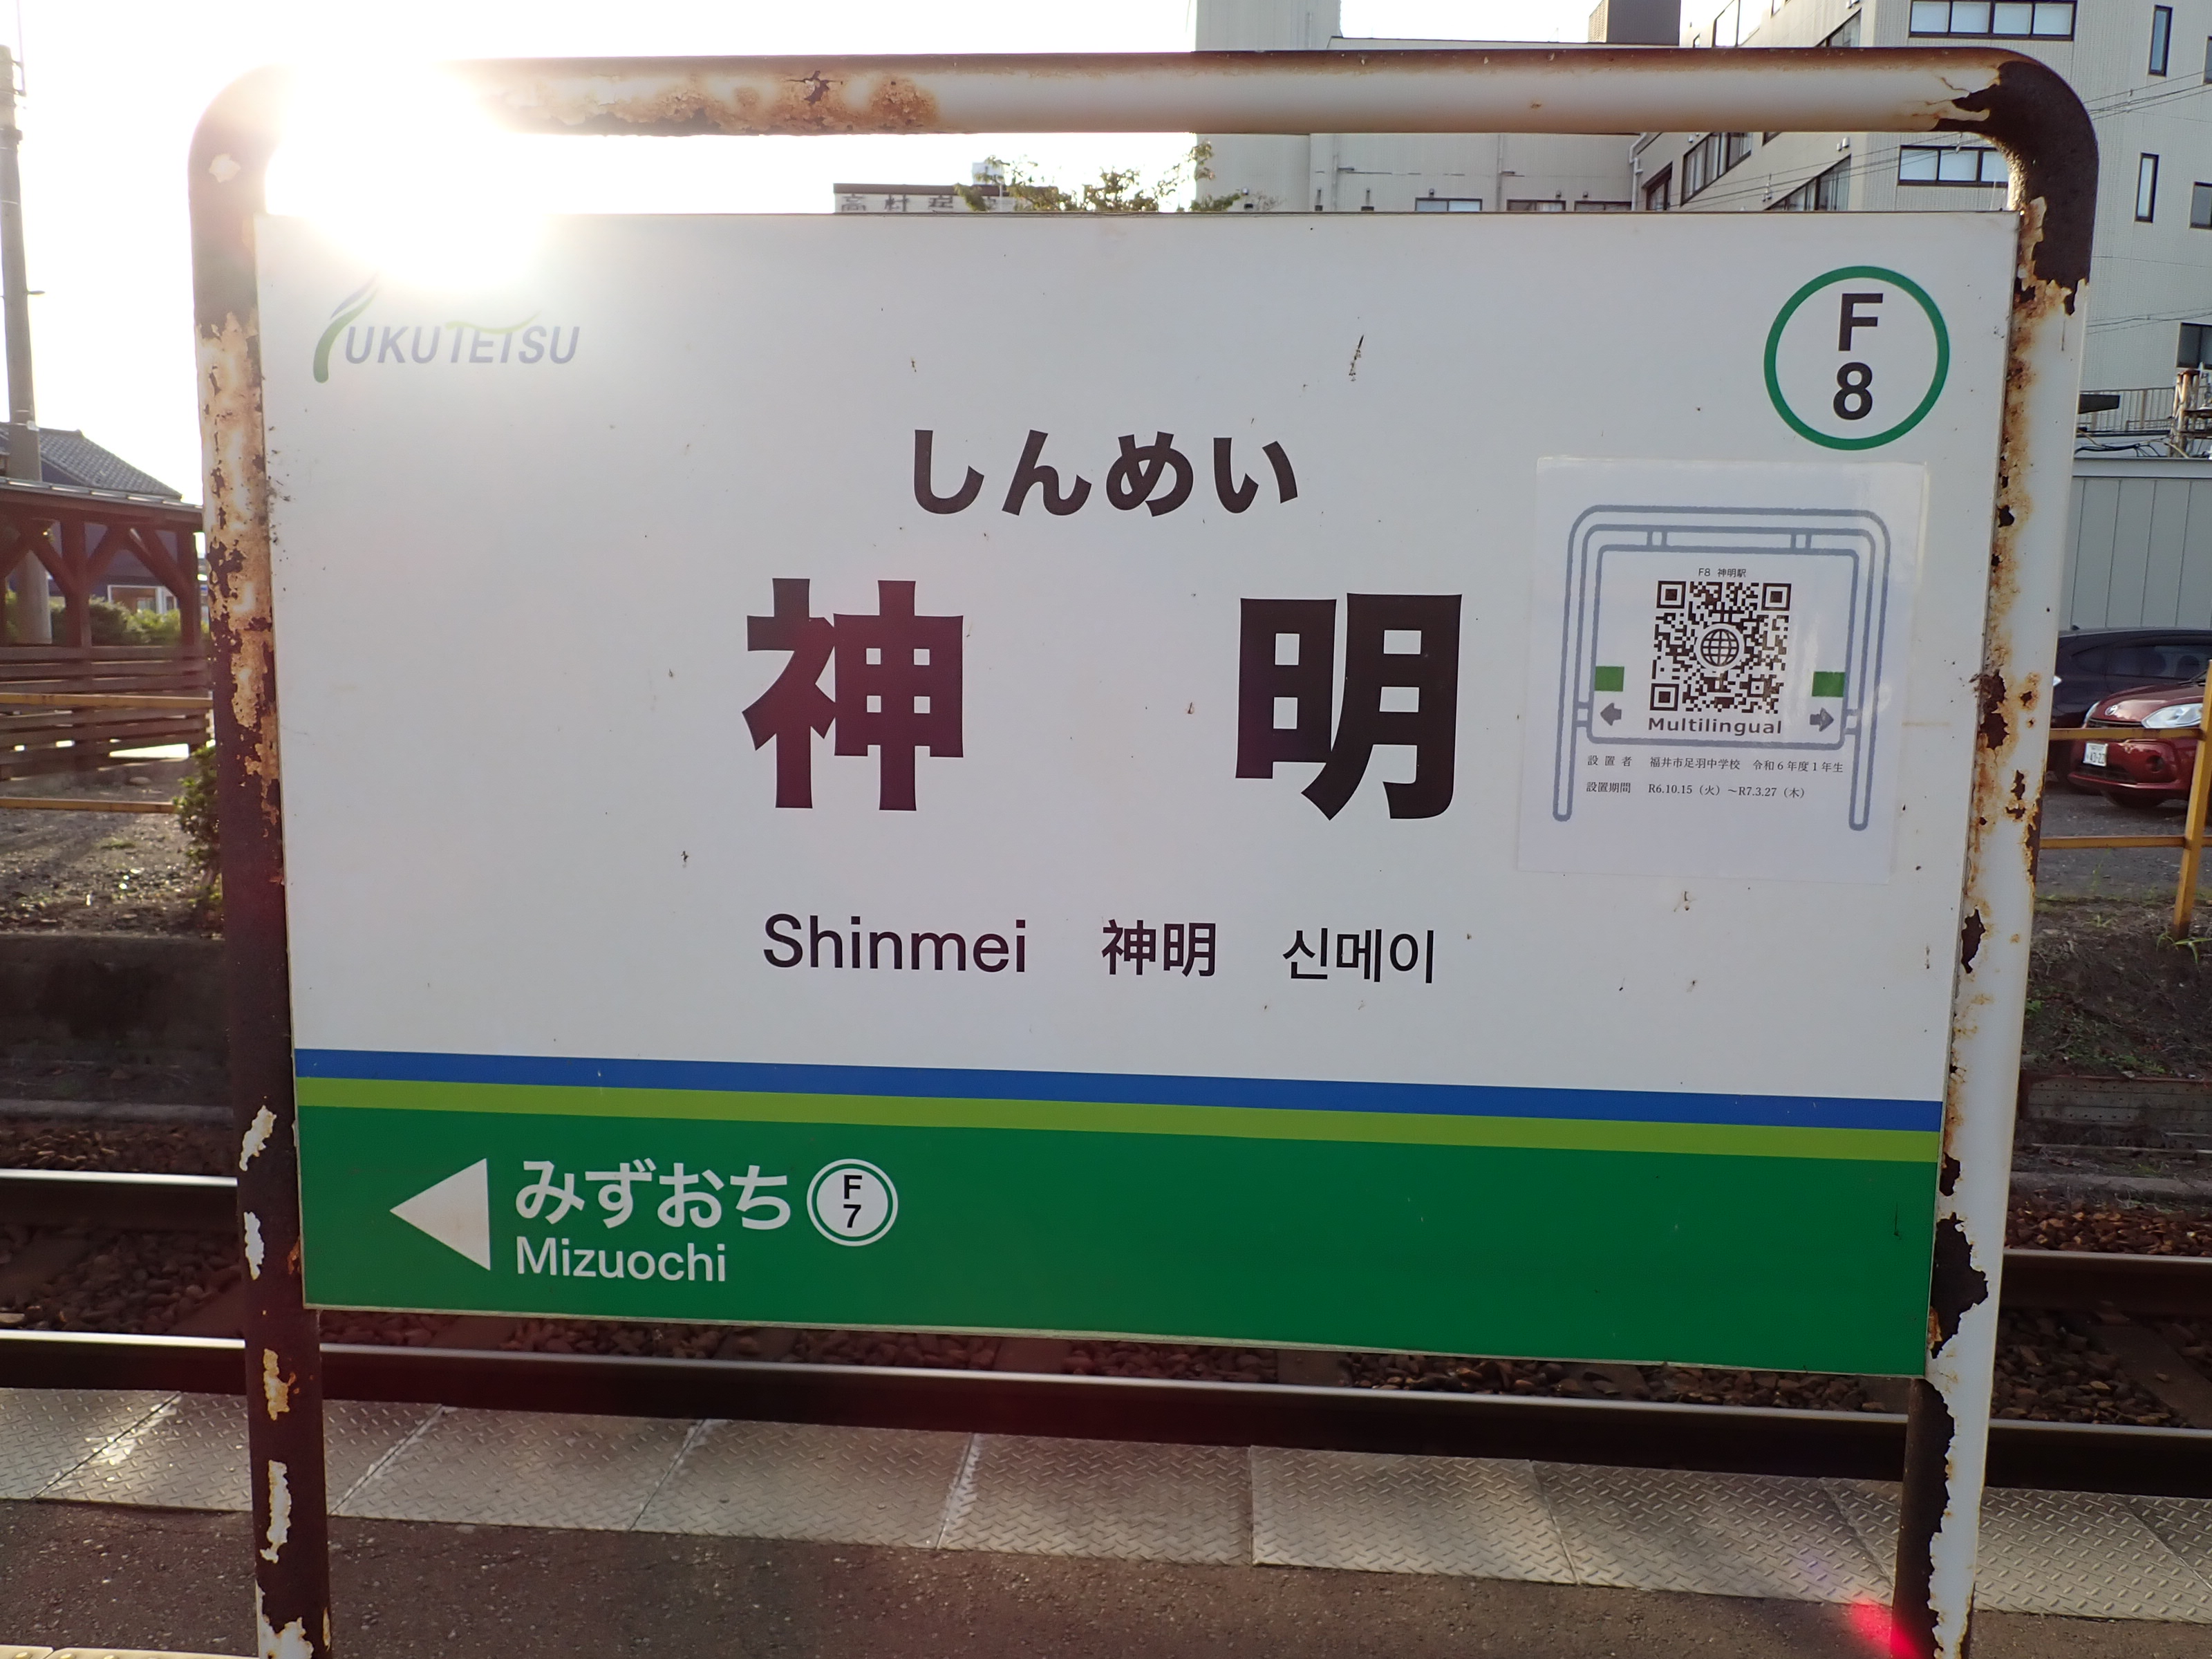 FUKUTETSU
F
8
しんめい
神明
Shinmei 神明 신메이
F8 神明駅
Multilingual
設置者 福井市足羽中学校 令和6年度1年生
設置期間 R6.10.15(火)~R7.3.27(木)
みずおち
F
7
Mizuochi